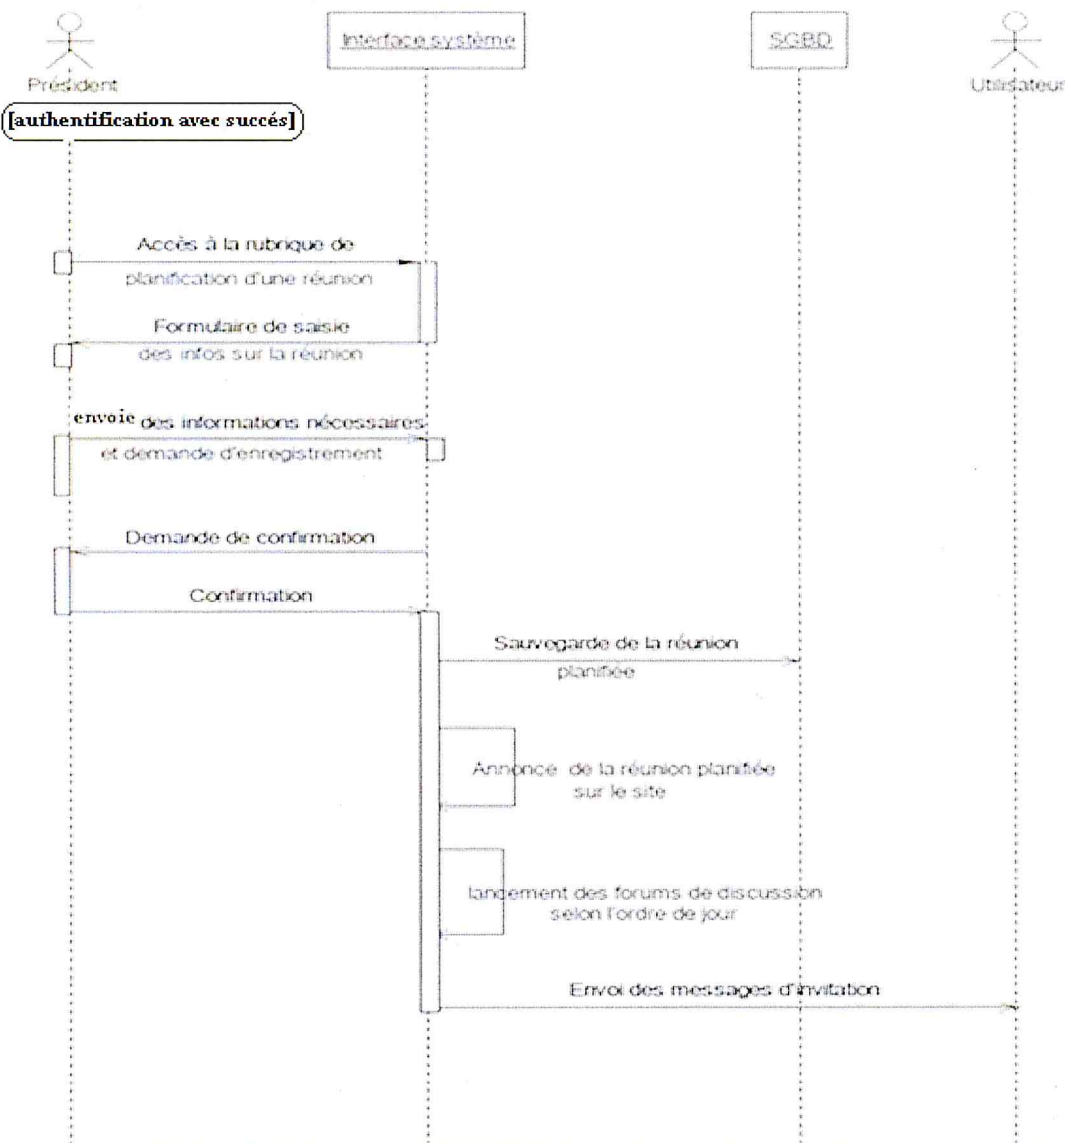 Interface système
SGBD
Président
Utilisateur
[authentification avec succés]
Accès à la rubrique de
planification d'une réunion
Formulaire de saisie
des infos sur la réunion
envoie des informations nécessaires
et demande d'enregistrement
Demande de confirmation
Confirmation
Sauvegarde de la réunion
planifiée
Annonce de la réunion planifiée
sur le site
lancement des forums de discussion
selon l'ordre de jour
Envoi des messages d'invitation